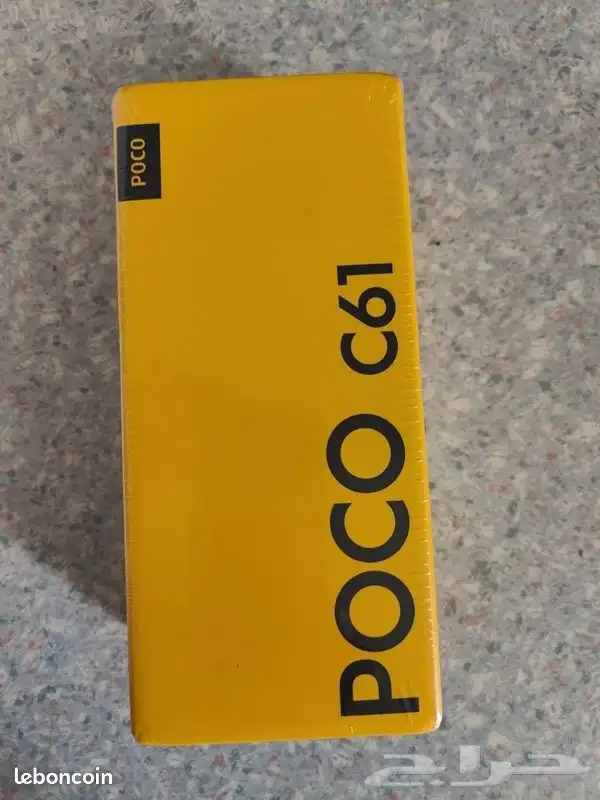 POCO
POCO C61
leboncoin
حراج